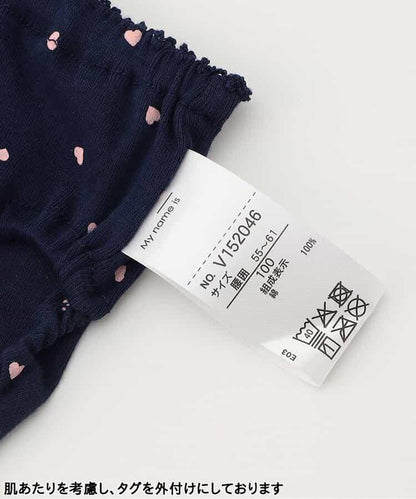 My name is
NO. V152046
サイズ
腰囲 55～61
100
組成表示
綿 100%
40
E03
肌あたりを考慮し、タグを外付けにしております